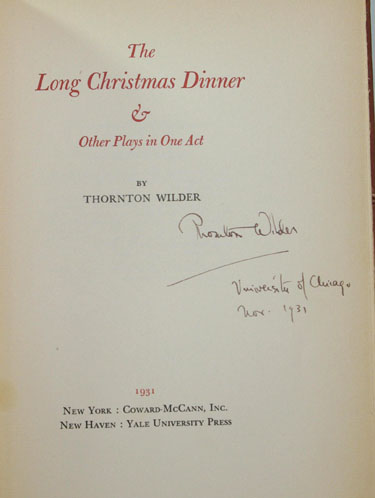 The
Long Christmas Dinner
&
Other Plays in One Act
BY
THORNTON WILDER
Thornton Wilder
University of Chicago
Nov. 1931
1931
NEW YORK : COWARD-MCCANN, INC.
NEW HAVEN : YALE UNIVERSITY PRESS